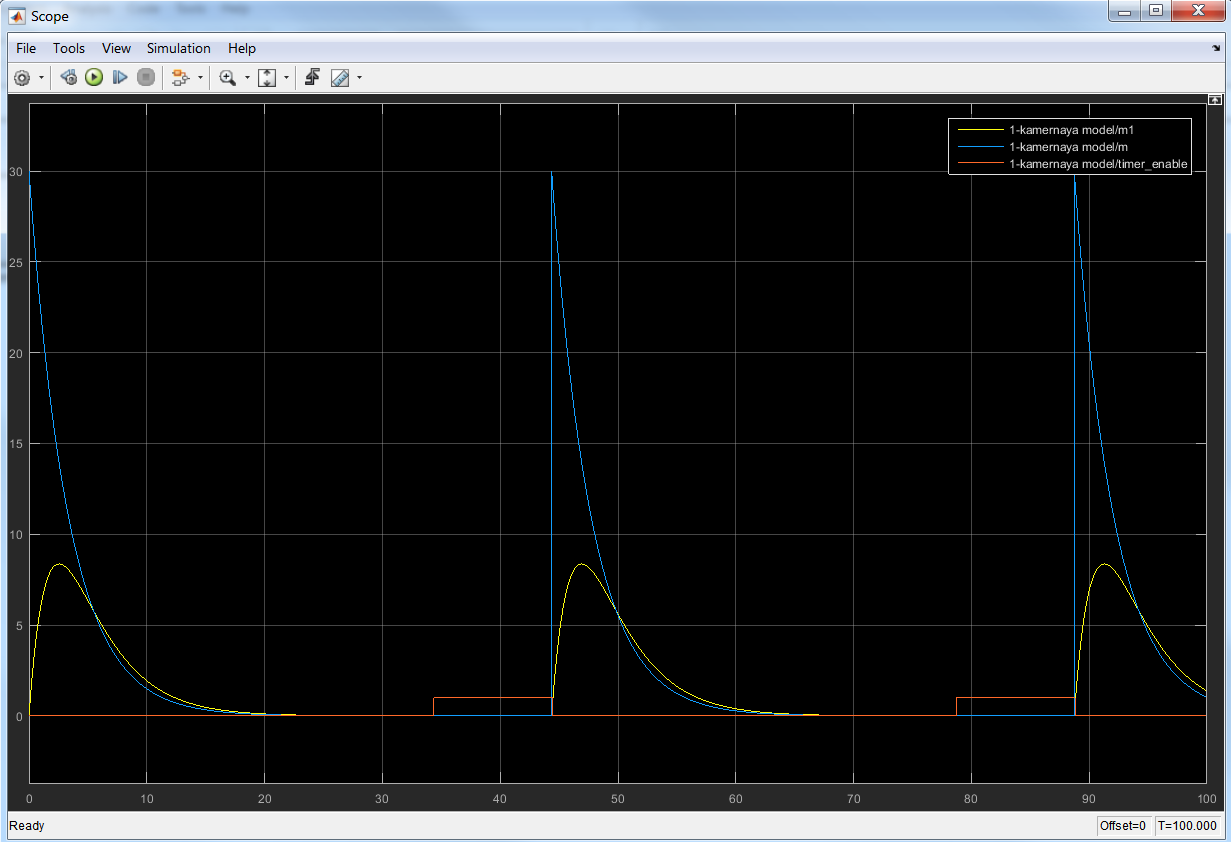 Scope
File Tools View Simulation Help
1-kamernaya model/m1
1-kamernaya model/m
1-kamernaya model/timer_enable
30
25
20
15
10
5
0
0 10 20 30 40 50 60 70 80 90 100
Ready Offset=0 T=100.000